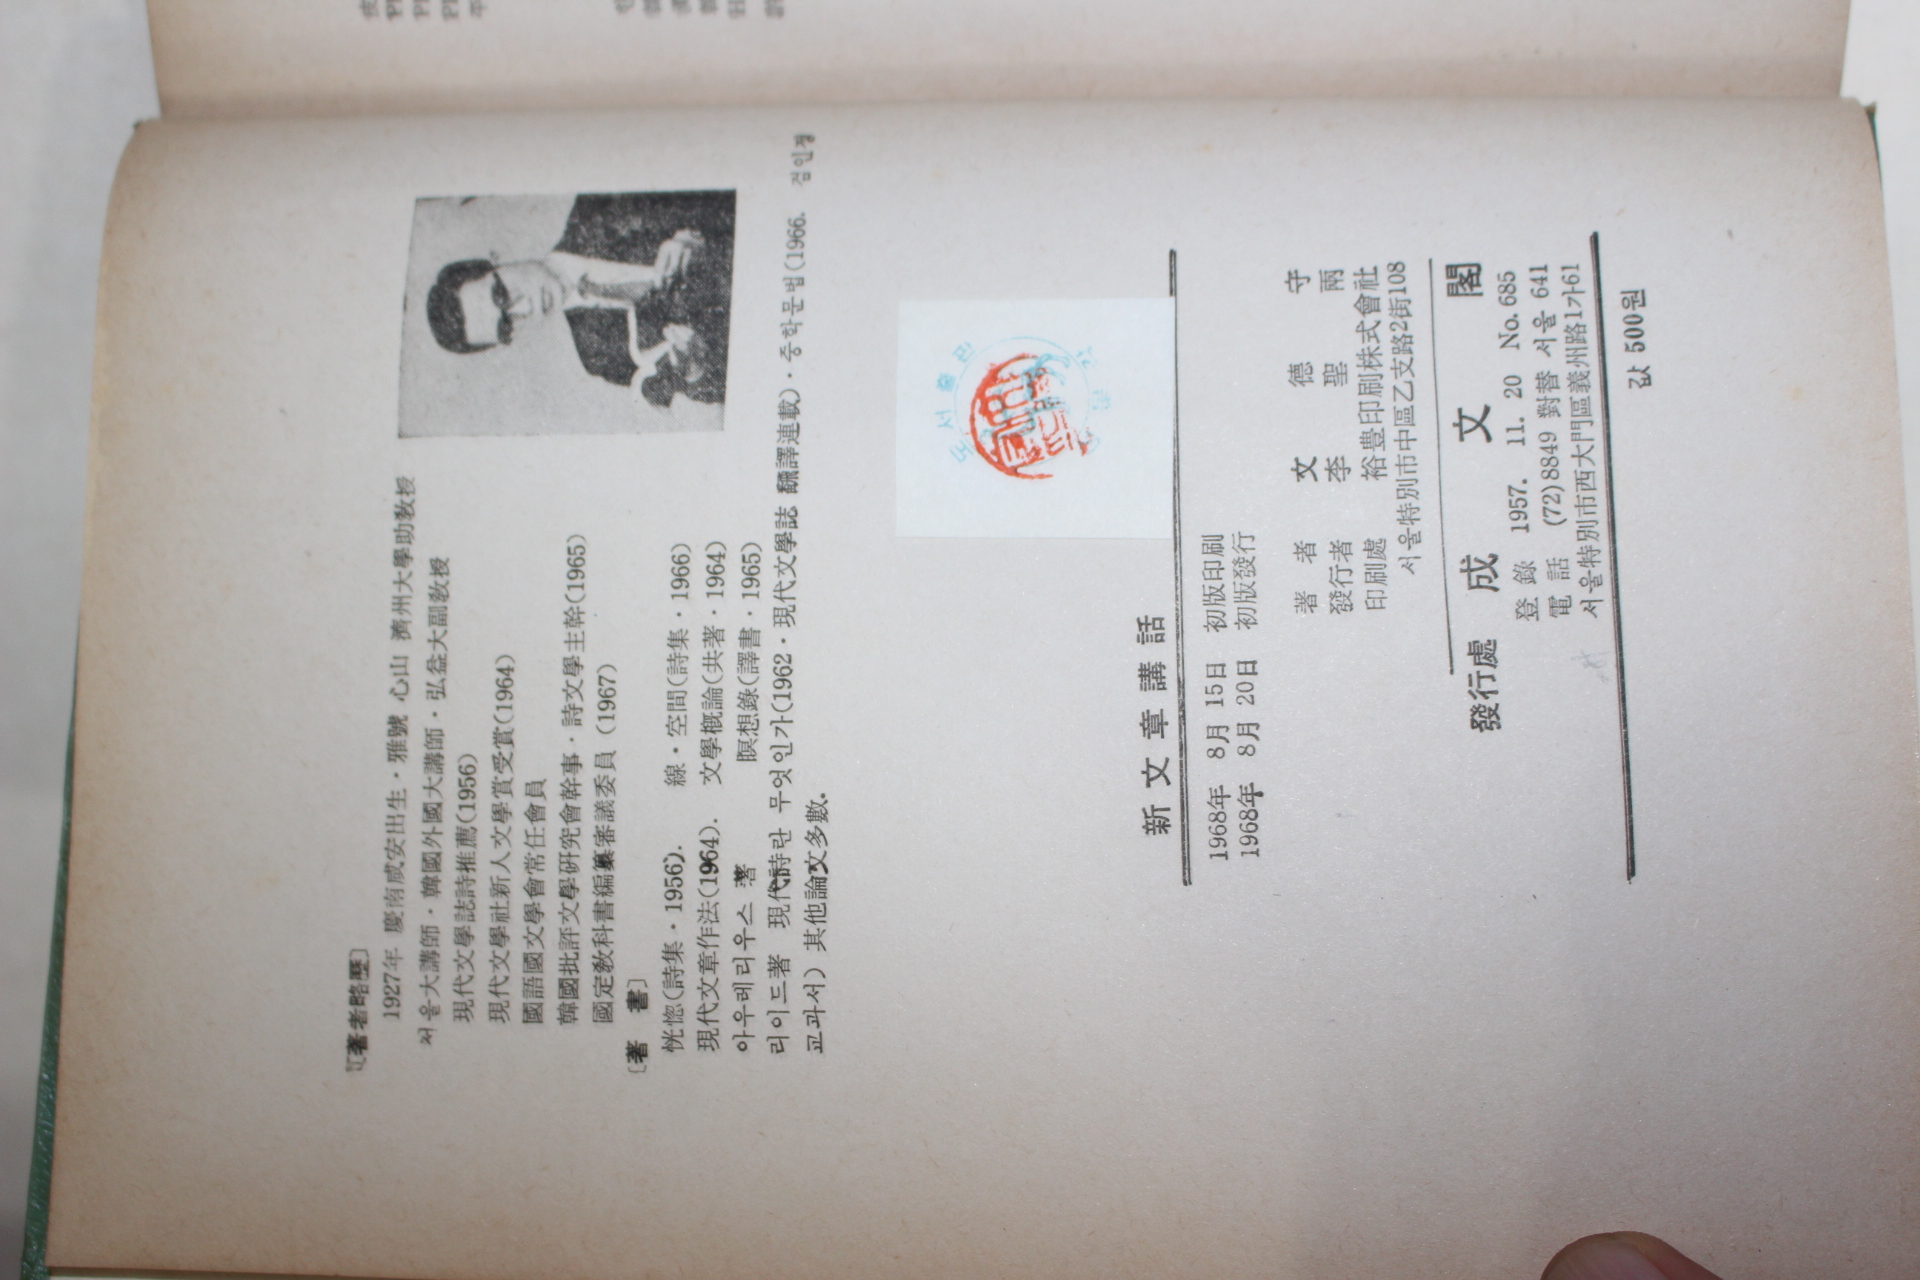 〔著者略歷〕
1927年 慶南咸安出生·雅號 心山 濟州大學助敎授
서울大講師·韓國外國大講師·弘益大副敎授
現代文學誌詩推薦(1956)
現代文學社新人文學賞受賞(1964)
國語國文學會常任會員
韓國批評文學研究會幹事·詩文學主幹(1965)
國定敎科書編纂審議委員 (1967)
〔著 書〕
恍惚(詩集·1956). 線·空間(詩集·1966)
現代文章作法(1964). 文學槪論(共著·1964)
아우레리우스 著 瞑想錄(譯書·1965)
리이드著 現代詩란 무엇인가(1962·現代文學誌 飜譯連載)·중학문법(1966. 검인정
교과서) 其他論文多數.
新文章講話
1968年 8月 15日 初版印刷
1968年 8月 20日 初版發行
著者 文德守
發行者 李聖雨
印刷處 裕豊印刷株式會社
서울特別市中區乙支路2街108
發行處 成文閣
登錄 1957. 11. 20 No. 685
電話 (72)8849 對替 서울 641
서울特別市西大門區義州路1가61
값 500원